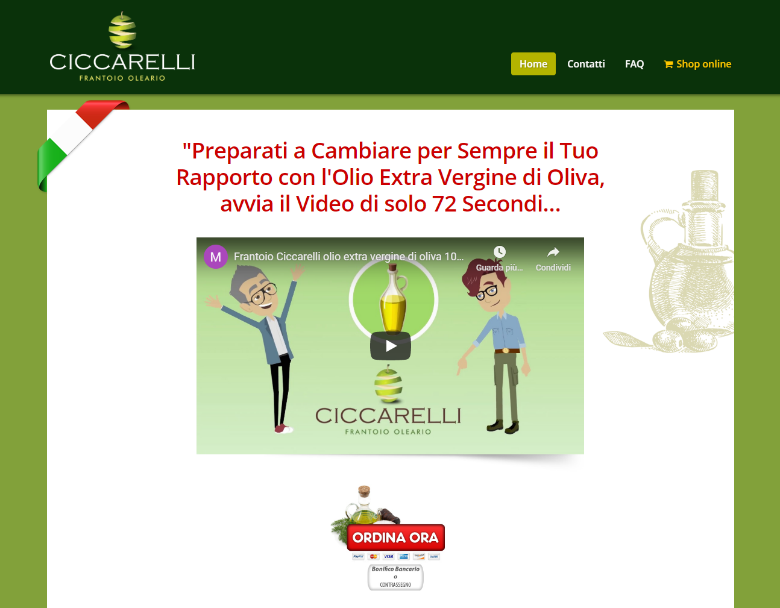 CICCARELLI
FRANTOIO OLEARIO
Home Contatti FAQ Shop online
"Preparati a Cambiare per Sempre il Tuo
Rapporto con l'Olio Extra Vergine di Oliva,
avvia il Video di solo 72 Secondi...
M Frantoio Ciccarelli olio extra vergine di oliva 10...
Guarda più... Condividi
CICCARELLI
FRANTOIO OLEARIO
ORDINA ORA
VISA
Bonifico Bancario
o
CONTRASSEGNO